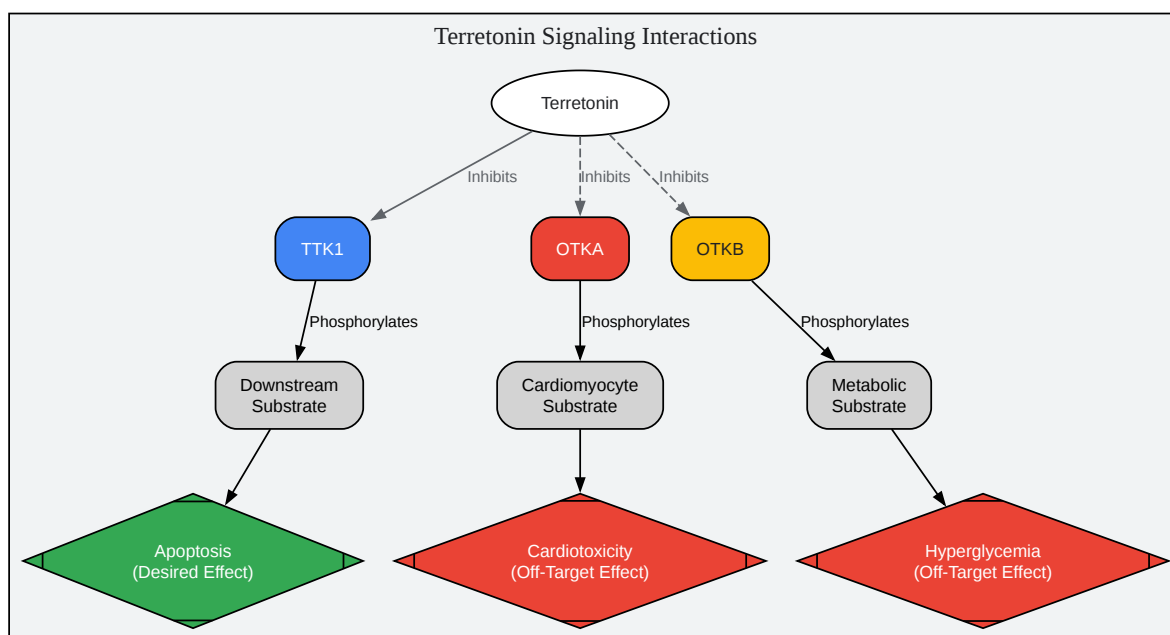 Terretonin Signaling Interactions
Terretonin
Inhibits
Inhibits
Inhibits
TTK1
OTKA
OTKB
Phosphorylates
Phosphorylates
Phosphorylates
Downstream
Substrate
Cardiomyocyte
Substrate
Metabolic
Substrate
Apoptosis
(Desired Effect)
Cardiotoxicity
(Off-Target Effect)
Hyperglycemia
(Off-Target Effect)